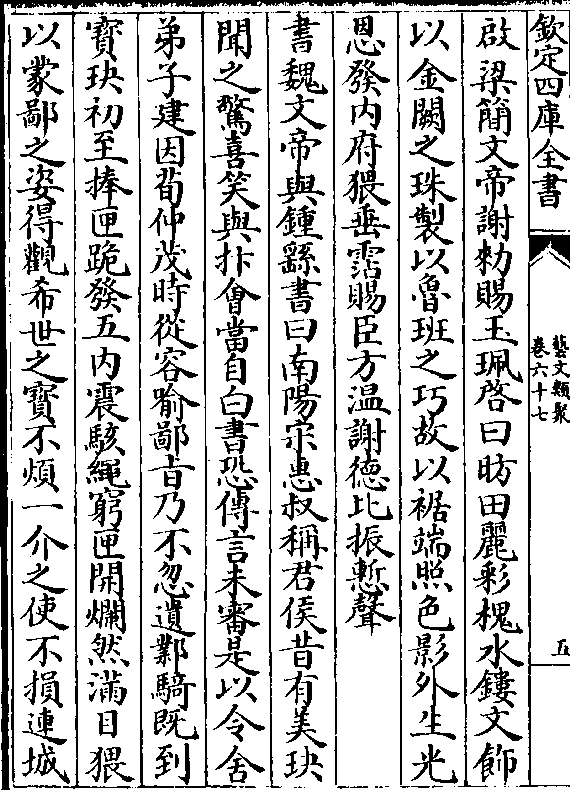 欽定四庫全書
藝文類聚
卷六十七
五
啟梁簡文帝謝勑賜玉珮啓曰昉田麗彩槐水鏤文飾
以金闕之珠製以魯班之巧故以裾端照色影外生光
恩發内府猥垂霑賜臣方温謝德比振慙聲
書魏文帝與鍾繇書曰南陽宗惠叔稱君侯昔有美玦
聞之驚喜笑與抃會當自白書恐傳言未審是以令舍
弟子建因荀仲茂時從容喻鄙㫖乃不忽遺鄴騎既到
寳玦初至捧匣跪發五内震駭繩窮匣開爛然滿目猥
以蒙鄙之姿得觀希世之寳不煩一介之使不損連城